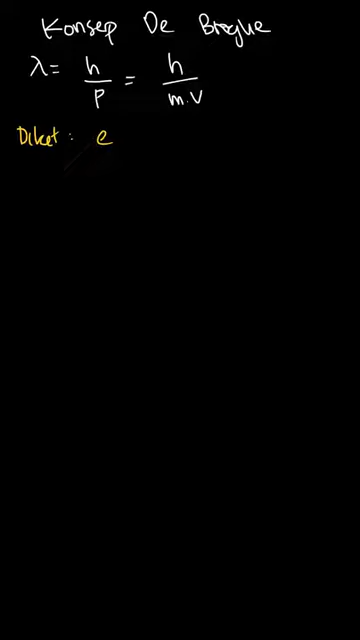 Konsep De Broglie
λ = h/p = h/m.v
Diket : e